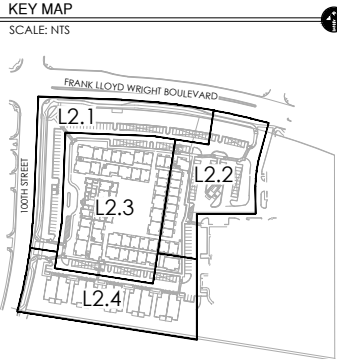 KEY MAP
SCALE: NTS
FRANK LLOYD WRIGHT BOULEVARD
L2.1
100TH STREET
L2.2
L2.3
L2.4